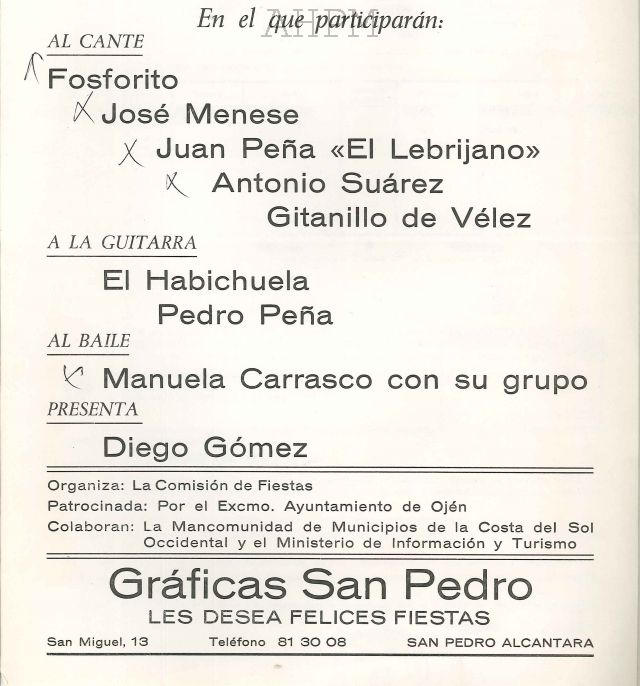 AHPM
En el que participarán:
AL CANTE
Fosforito
José Menese
Juan Peña «El Lebrijano»
Antonio Suárez
Gitanillo de Vélez
A LA GUITARRA
El Habichuela
Pedro Peña
AL BAILE
Manuela Carrasco con su grupo
PRESENTA
Diego Gómez
Organiza: La Comisión de Fiestas
Patrocinada: Por el Excmo. Ayuntamiento de Ojén
Colaboran: La Mancomunidad de Municipios de la Costa del Sol
Occidental y el Ministerio de Información y Turismo
Gráficas San Pedro
LES DESEA FELICES FIESTAS
San Miguel, 13 Teléfono 81 30 08 SAN PEDRO ALCANTARA